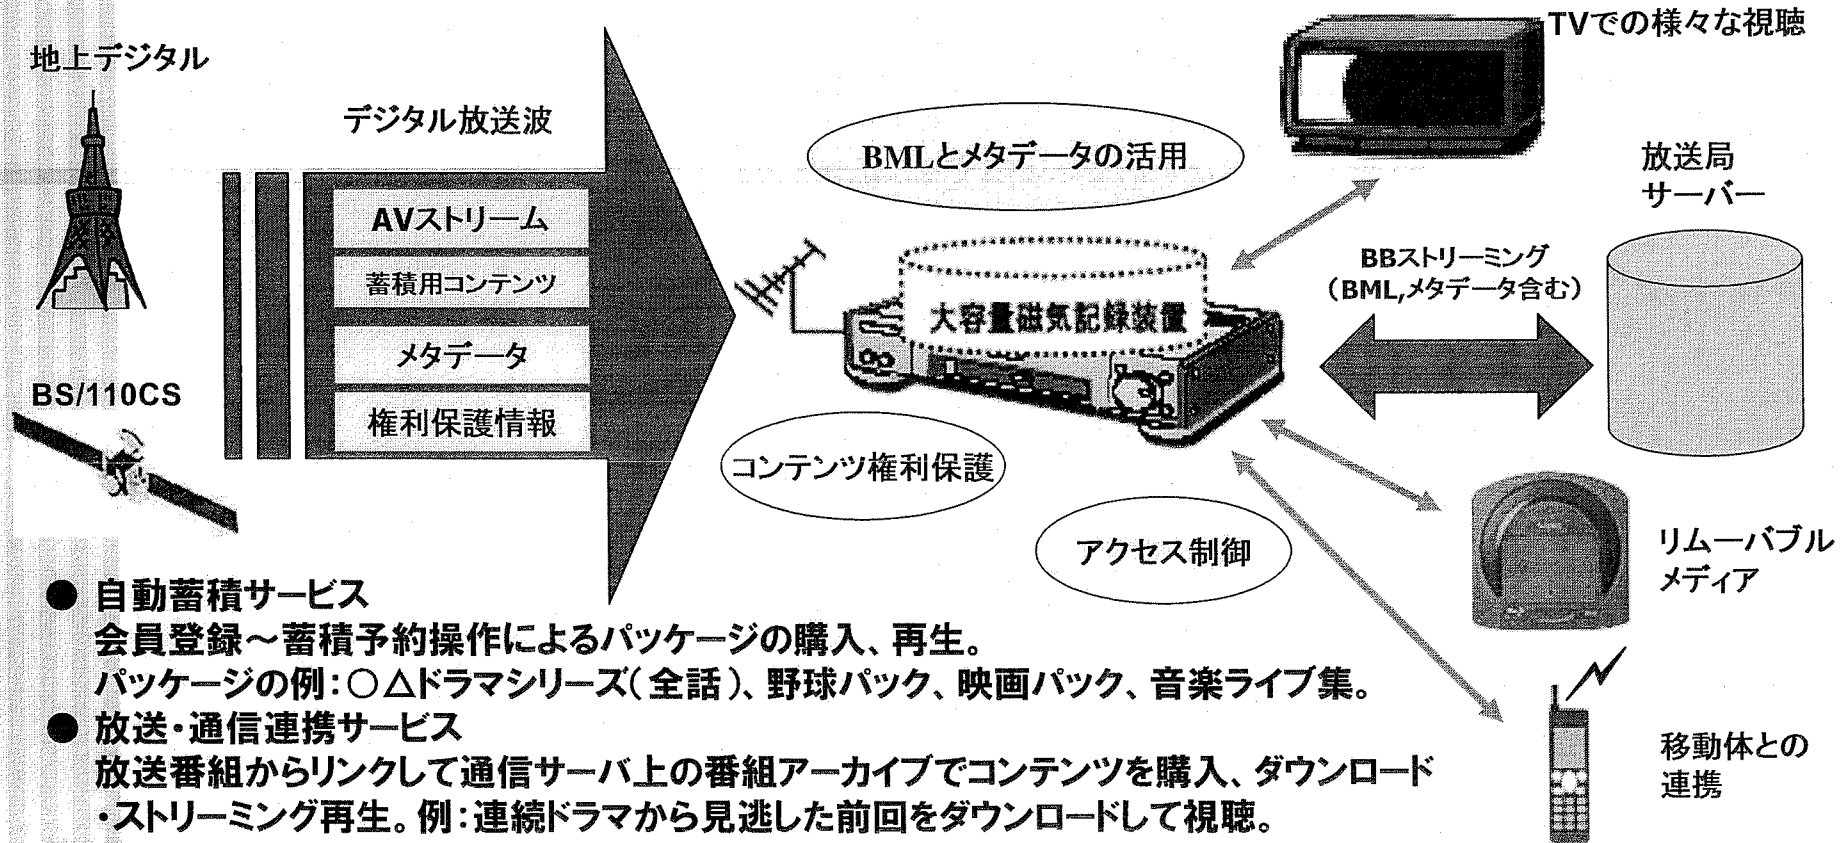 地上デジタル
デジタル放送波
AVストリーム
蓄積用コンテンツ
メタデータ
権利保護情報
BS/110CS
BMLとメタデータの活用
大容量磁気記録装置
コンテンツ権利保護
アクセス制御
TVでの様々な視聴
放送局
サーバー
BBストリーミング
(BML,メタデータ含む)
リムーバブル
メディア
移動体との
連携
● 自動蓄積サービス
会員登録～蓄積予約操作によるパッケージの購入、再生。
パッケージの例：○△ドラマシリーズ(全話)、野球パック、映画パック、音楽ライブ集。
● 放送・通信連携サービス
放送番組からリンクして通信サーバ上の番組アーカイブでコンテンツを購入、ダウンロード
・ストリーミング再生。例：連続ドラマから見逃した前回をダウンロードして視聴。